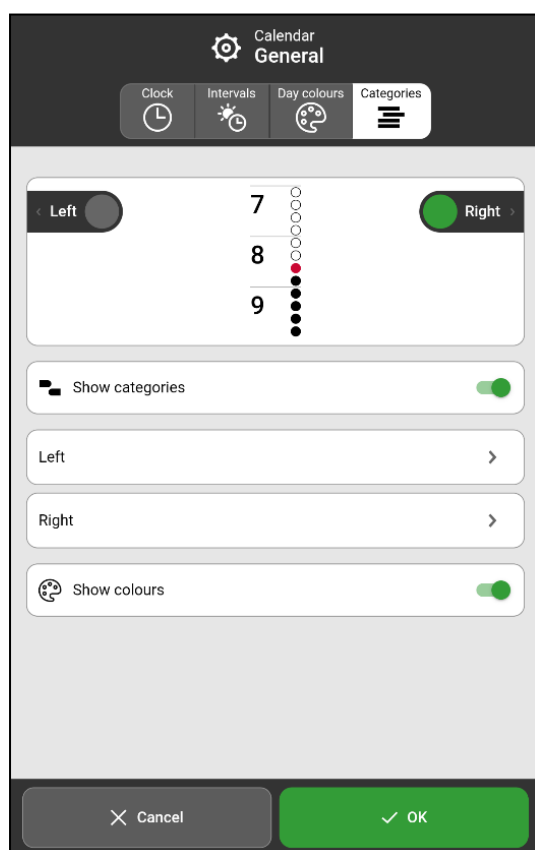 Calendar
General
Clock
Intervals
Day colours
Categories
Left
7
8
9
Right
Show categories
Left
Right
Show colours
Cancel
OK